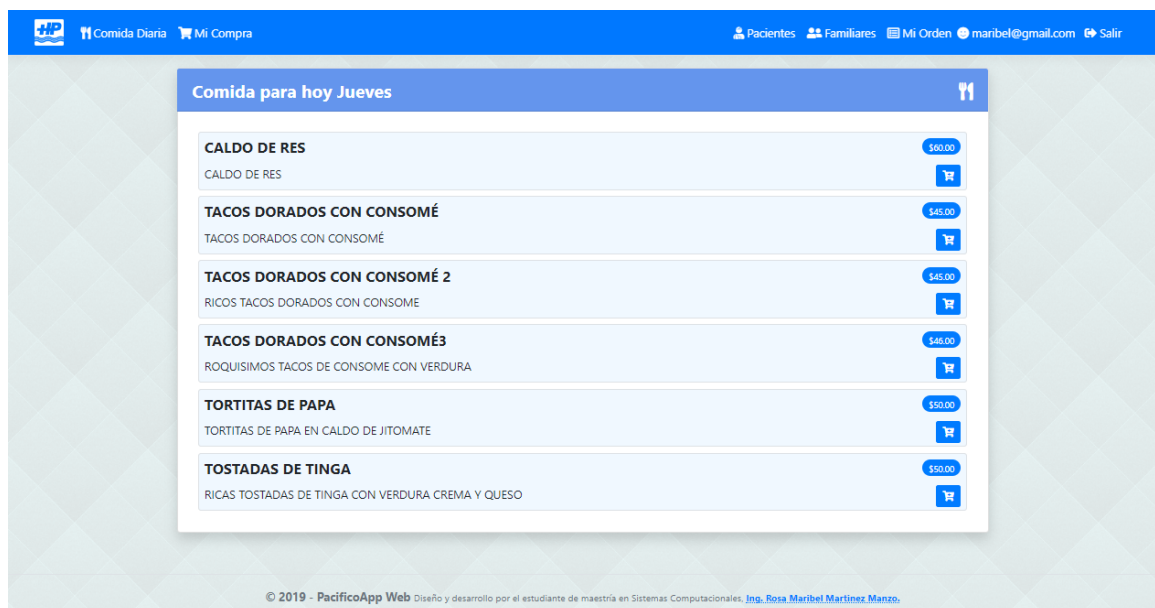 HP Comida Diaria Mi Compra Pacientes Familiares Mi Orden maribel@gmail.com Salir
Comida para hoy Jueves
CALDO DE RES $60.00
CALDO DE RES
TACOS DORADOS CON CONSOMÉ $45.00
TACOS DORADOS CON CONSOMÉ
TACOS DORADOS CON CONSOMÉ 2 $45.00
RICOS TACOS DORADOS CON CONSOME
TACOS DORADOS CON CONSOMÉ3 $46.00
ROQUISIMOS TACOS DE CONSOME CON VERDURA
TORTITAS DE PAPA $50.00
TORTITAS DE PAPA EN CALDO DE JITOMATE
TOSTADAS DE TINGA $50.00
RICAS TOSTADAS DE TINGA CON VERDURA CREMA Y QUESO
© 2019 - PacificoApp Web Diseño y desarrollo por el estudiante de maestría en Sistemas Computacionales, Ing. Rosa Maribel Martinez Manzo.